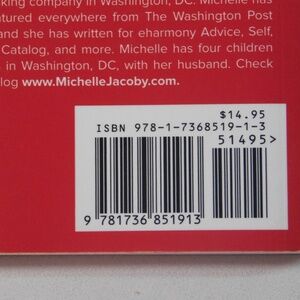 king company in Washington, DC. Michelle has
atured everywhere from The Washington Post
and she has written for eharmony Advice, Self,
Catalog, and more. Michelle has four children
in Washington, DC, with her husband. Check
log www.MichelleJacoby.com.
$14.95
ISBN 978-1-7368519-1-3
51495>
9 781736 851913